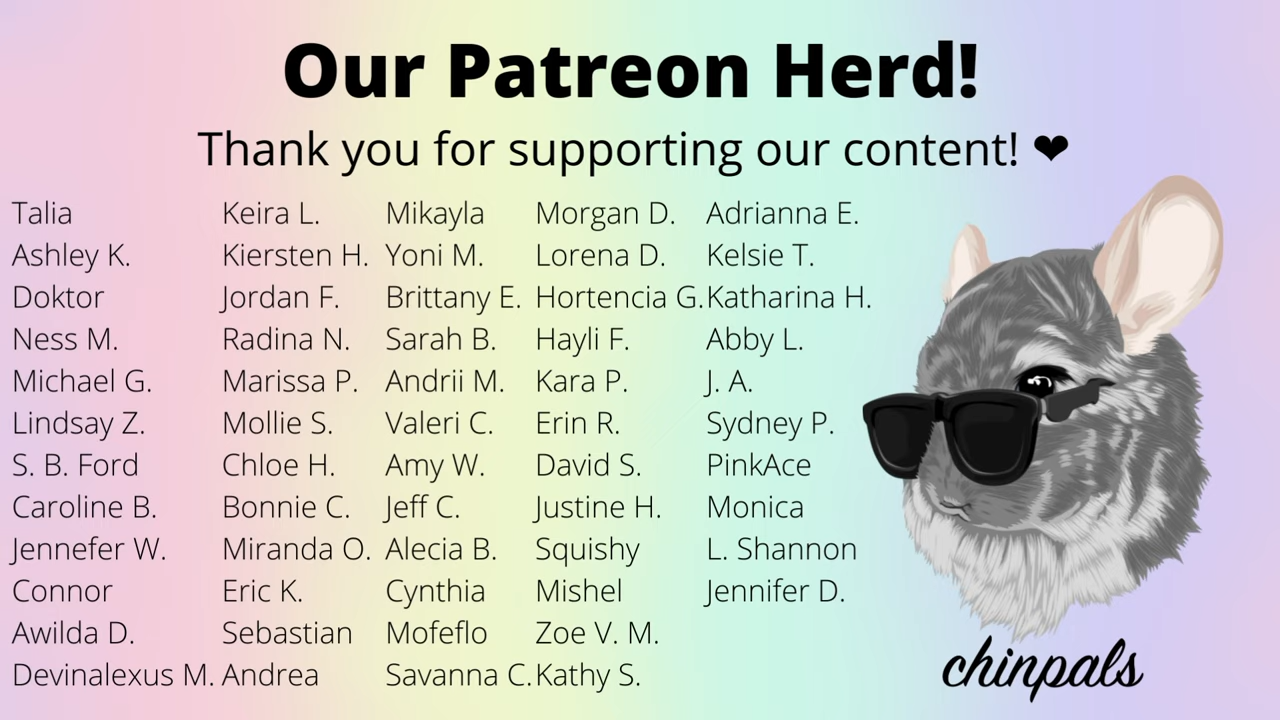 Our Patreon Herd!
Thank you for supporting our content! ❤
Talia
Ashley K.
Doktor
Ness M.
Michael G.
Lindsay Z.
S. B. Ford
Caroline B.
Jennefer W.
Connor
Awilda D.
Devinalexus M.
Keira L.
Kiersten H.
Jordan F.
Radina N.
Marissa P.
Mollie S.
Chloe H.
Bonnie C.
Miranda O.
Eric K.
Sebastian
Andrea
Mikayla
Yoni M.
Brittany E.
Sarah B.
Andrii M.
Valeri C.
Amy W.
Jeff C.
Alecia B.
Cynthia
Mofeflo
Savanna C.
Morgan D.
Lorena D.
Hortencia G.
Hayli F.
Kara P.
Erin R.
David S.
Justine H.
Squishy
Mishel
Zoe V. M.
Kathy S.
Adrianna E.
Kelsie T.
Katharina H.
Abby L.
J. A.
Sydney P.
PinkAce
Monica
L. Shannon
Jennifer D.
chinpals